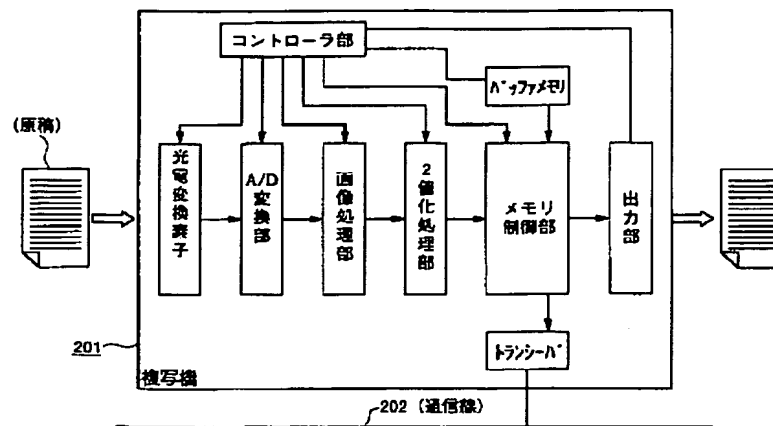 コントローラ部
バッファメモリ
(原稿)
光電変換素子
A/D
変換部
画像処理部
2値化処理部
メモリ
制御部
出力部
トランシーバ
201
複写機
202 (通信線)